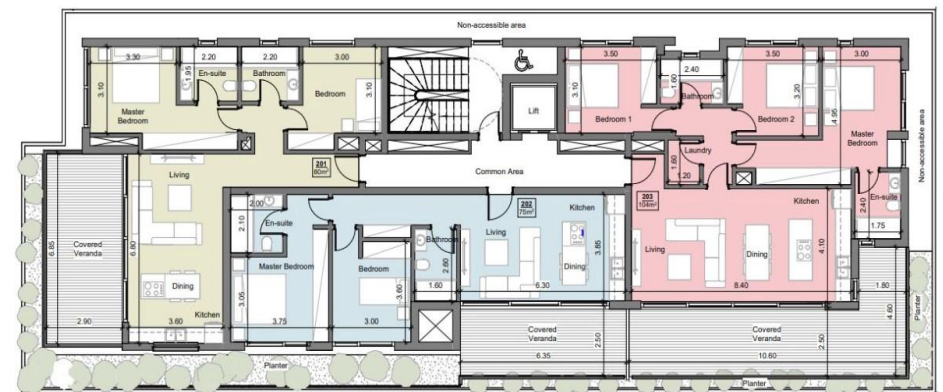 Non-accessible area
3.30
2.20
2.20
3.00
3.50
2.40
3.50
3.00
1.95
En-suite
Bathroom
Bedroom
3.10
3.10
Master
Bedroom
3.10
1.60
Bathroom
3.20
4.95
Lift
Bedroom 1
Bedroom 2
Master
Bedroom
Non-accessible area
Laundry
1.60
1.20
201
80m²
Living
Common Area
203
104m²
202
75m²
Kitchen
Kitchen
En-suite
2.40
1.75
2.00
En-suite
2.10
6.85
Covered
Veranda
6.80
Living
Bathroom
Living
3.85
Living
4.10
Master Bedroom
Bedroom
2.60
Dining
Dining
Dining
3.05
3.60
1.60
6.30
8.40
1.80
2.90
3.60
Kitchen
3.75
3.00
4.60
Planter
Covered
Veranda
2.50
6.35
Covered
Veranda
2.50
10.60
Planter
Planter